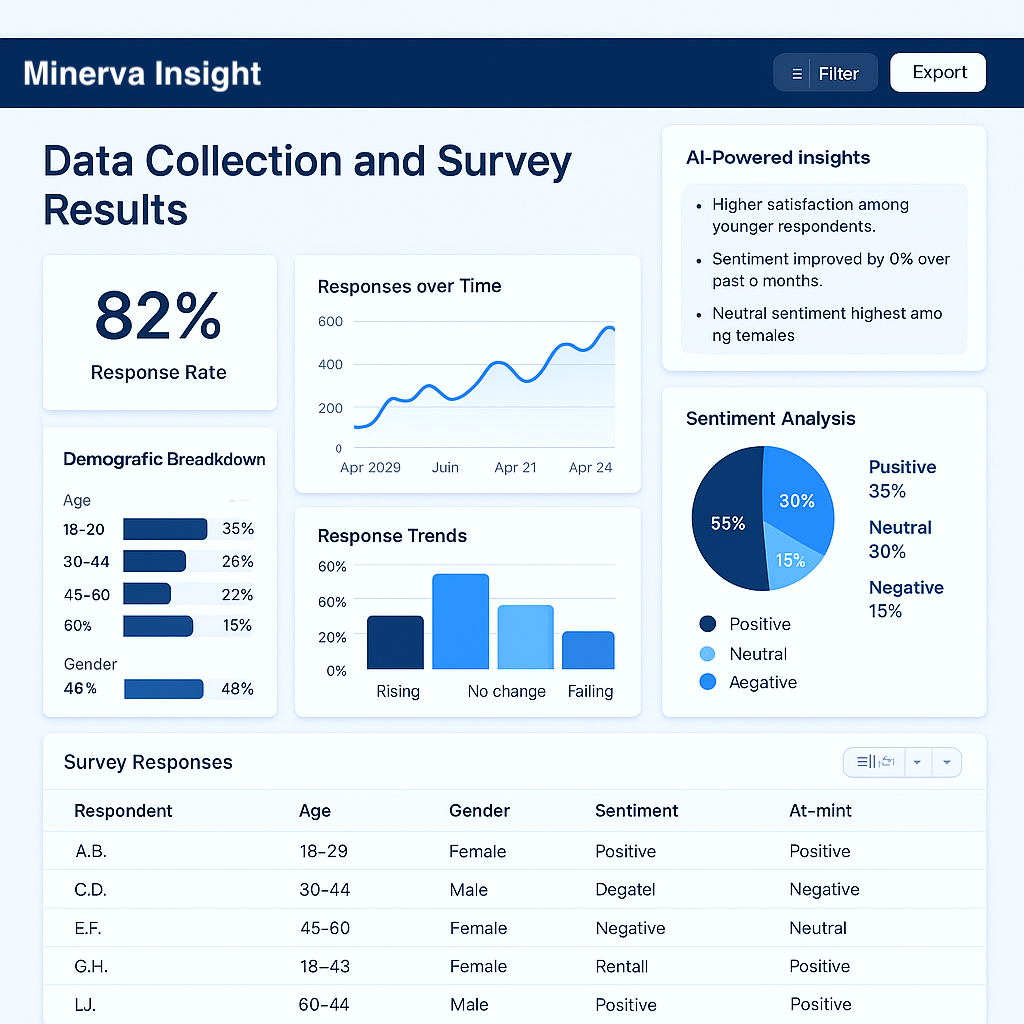 Minerva Insight
Filter
Export
Data Collection and Survey
Results
82%
Response Rate
Responses over Time
600
400
200
0
Apr 2029
Juin
Apr 21
Apr 24
AI-Powered insights
• Higher satisfaction among
younger respondents.
• Sentiment improved by 0% over
past o months.
• Neutral sentiment highest amo
ng temales
Demografic Breakdown
Age
18-20 35%
30-44 26%
45-60 22%
60% 15%
Gender
46% 48%
Response Trends
60%
60%
20%
0%
Rising
No change
Failing
Sentiment Analysis
55%
30%
15%
Pusitive
35%
Neutral
30%
Negative
15%
Positive
Neutral
Aegative
Survey Responses
Respondent Age Gender Sentiment At-mint
A.B. 18-29 Female Positive Positive
C.D. 30-44 Male Degatel Negative
E.F. 45-60 Female Negative Neutral
G.H. 18-43 Female Rentall Positive
LJ. 60-44 Male Positive Positive